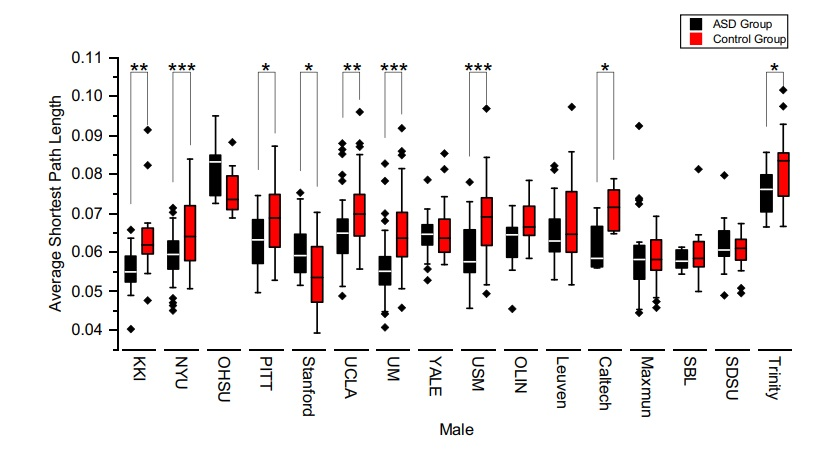 ASD Group
Control Group
Average Shortest Path Length
0.11
0.10
0.09
0.08
0.07
0.06
0.05
0.04
** *** * * ** *** *** * *
KKI NYU OHSU PITT Stanford UCLA UM YALE USM OLIN Leuven Caltech Maxmun SBL SDSU Trinity
Male